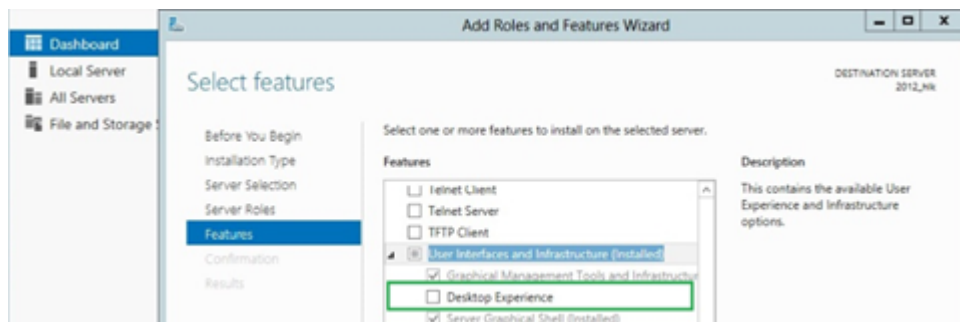 Add Roles and Features Wizard
Dashboard
Local Server
All Servers
File and Storage S
Select features
DESTINATION SERVER
2012_hk
Before You Begin
Installation Type
Server Selection
Server Roles
Features
Confirmation
Results
Select one or more features to install on the selected server.
Features
Telnet Client
Telnet Server
TFTP Client
User Interfaces and Infrastructure (Installed)
Graphical Management Tools and Infrastructur
Desktop Experience
Server Graphical Shell (Installed)
Description
This contains the available User
Experience and Infrastructure
options.